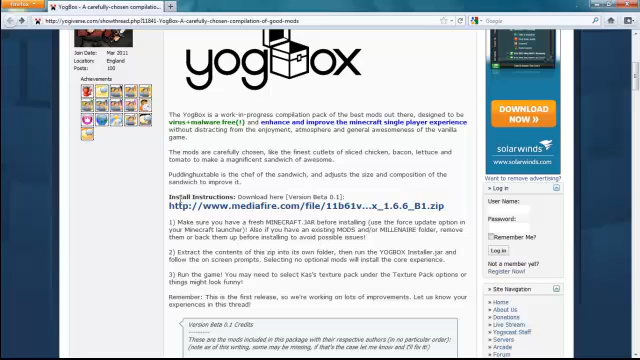 Firefox
YogBox - A carefully-chosen compilatio...
http://yogiverse.com/showthread.php?11841-YogBox-A-carefully-chosen-compilation-of-good-mods
Google
Join Date: Mar 2011
Location: England
Posts: 100
Achievements
yogbox
The YogBox is a work-in-progress compilation pack of the best mods out there, designed to be
virus+malware free(!) and enhance and improve the minecraft single player experience
without distracting from the enjoyment, atmosphere and general awesomeness of the vanilla
game.
The mods are carefully chosen, like the finest cutlets of sliced chicken, bacon, lettuce and
tomato to make a magnificent sandwich of awesome.
Puddinghuxtable is the chef of the sandwich, and adjusts the size and composition of the
sandwich to improve it.
Install Instructions: Download here [Version Beta 0.1]:
http://www.mediafire.com/file/11b61v...x_1.6.6_B1.zip
1) Make sure you have a fresh MINECRAFT.JAR before installing (use the force update option in
your Minecraft launcher)! Also if you have an existing MODS and/or MILLENAIRE folder, remove
them or back them up before installing to avoid possible issues!
2) Extract the contents of this zip into its own folder, then run the YOGBOX Installer.jar and
follow the on screen prompts. Selecting no optional mods will install the core experience.
3) Run the game! You may need to select Kas's texture pack under the Texture Pack options or
things might look funny!
Remember: This is the first release, so we're working on lots of improvements. Let us know your
experiences in this thread!
Version Beta 0.1 Credits
These are the mods included in this package with their respective authors (in no particular order):
(note as of this writing, some may be missing, if that's the case let me know and I'll fix it!)
DOWNLOAD
NOW
solarwinds
www.solarwinds.com
Want to remove advertising?
» Log in
User Name:
Password:
Remember Me?
Log in
Not a member yet?
Register Now!
» Site Navigation
» Home
» About Us
» Donations
» Live Stream
» Yogscast Staff
» Servers
» Arcade
» Forum